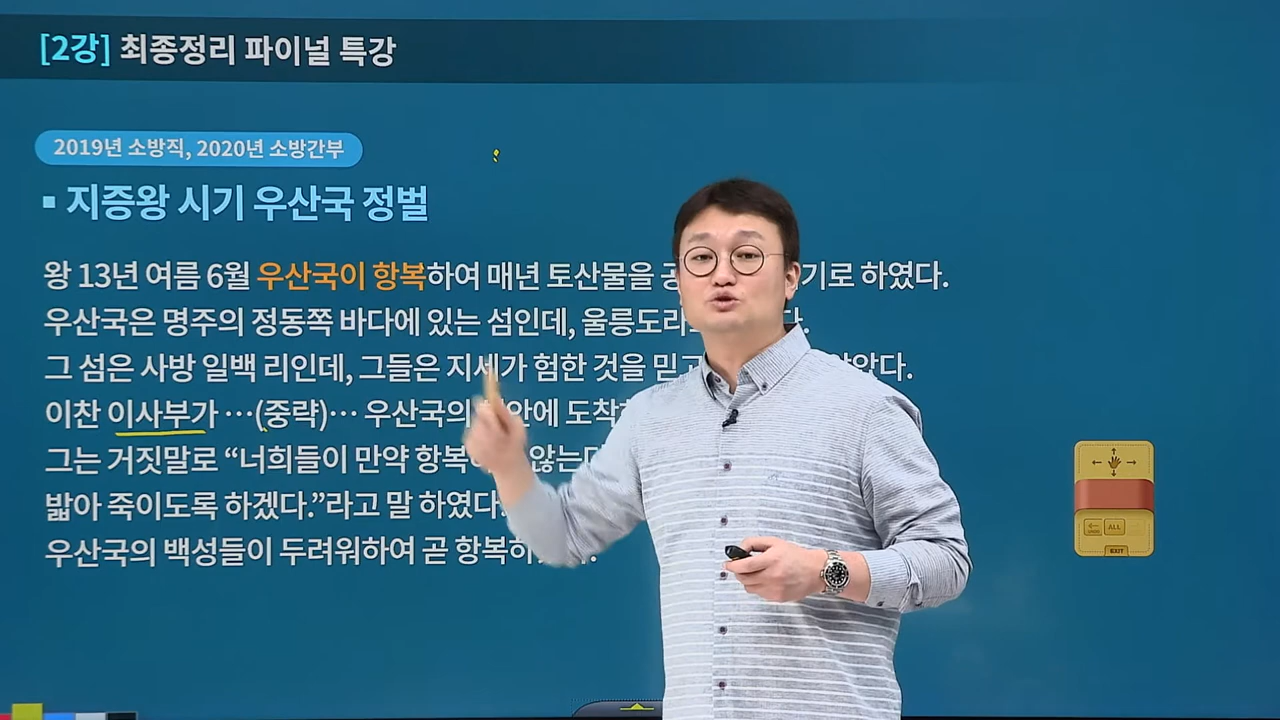 [2강] 최종정리 파이널 특강
2019년 소방직, 2020년 소방간부
▪ 지증왕 시기 우산국 정벌
왕 13년 여름 6월 우산국이 항복하여 매년 토산물을 기로 하였다.
우산국은 명주의 정동쪽 바다에 있는 섬인데, 울릉도라 다.
그 섬은 사방 일백 리인데, 그들은 지세가 험한 것을 믿고 않았다.
이찬 이사부가 …(중략)… 우산국의 해안에 도착
그는 거짓말로 “너희들이 만약 항복 않는다
밟아 죽이도록 하겠다.”라고 말 하였다.
우산국의 백성들이 두려워하여 곧 항복하
ALL
EXIT